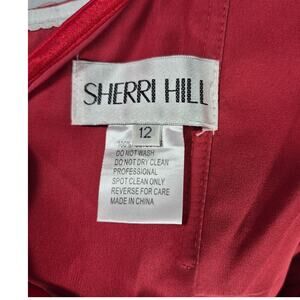 SHERRI HILL
12
DO NOT WASH
DO NOT DRY CLEAN
PROFESSIONAL
SPOT CLEAN ONLY
REVERSE FOR CARE
MADE IN CHINA